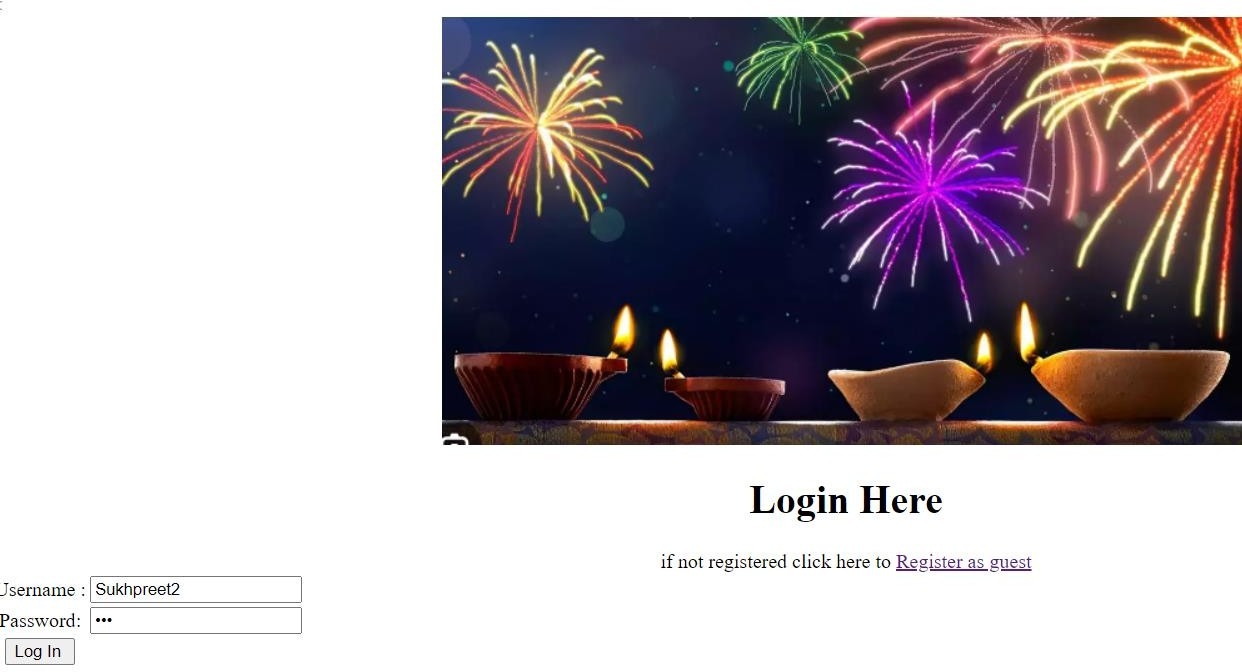 Login Here
if not registered click here to Register as guest
Username : Sukhpreet2
Password: •••
Log In